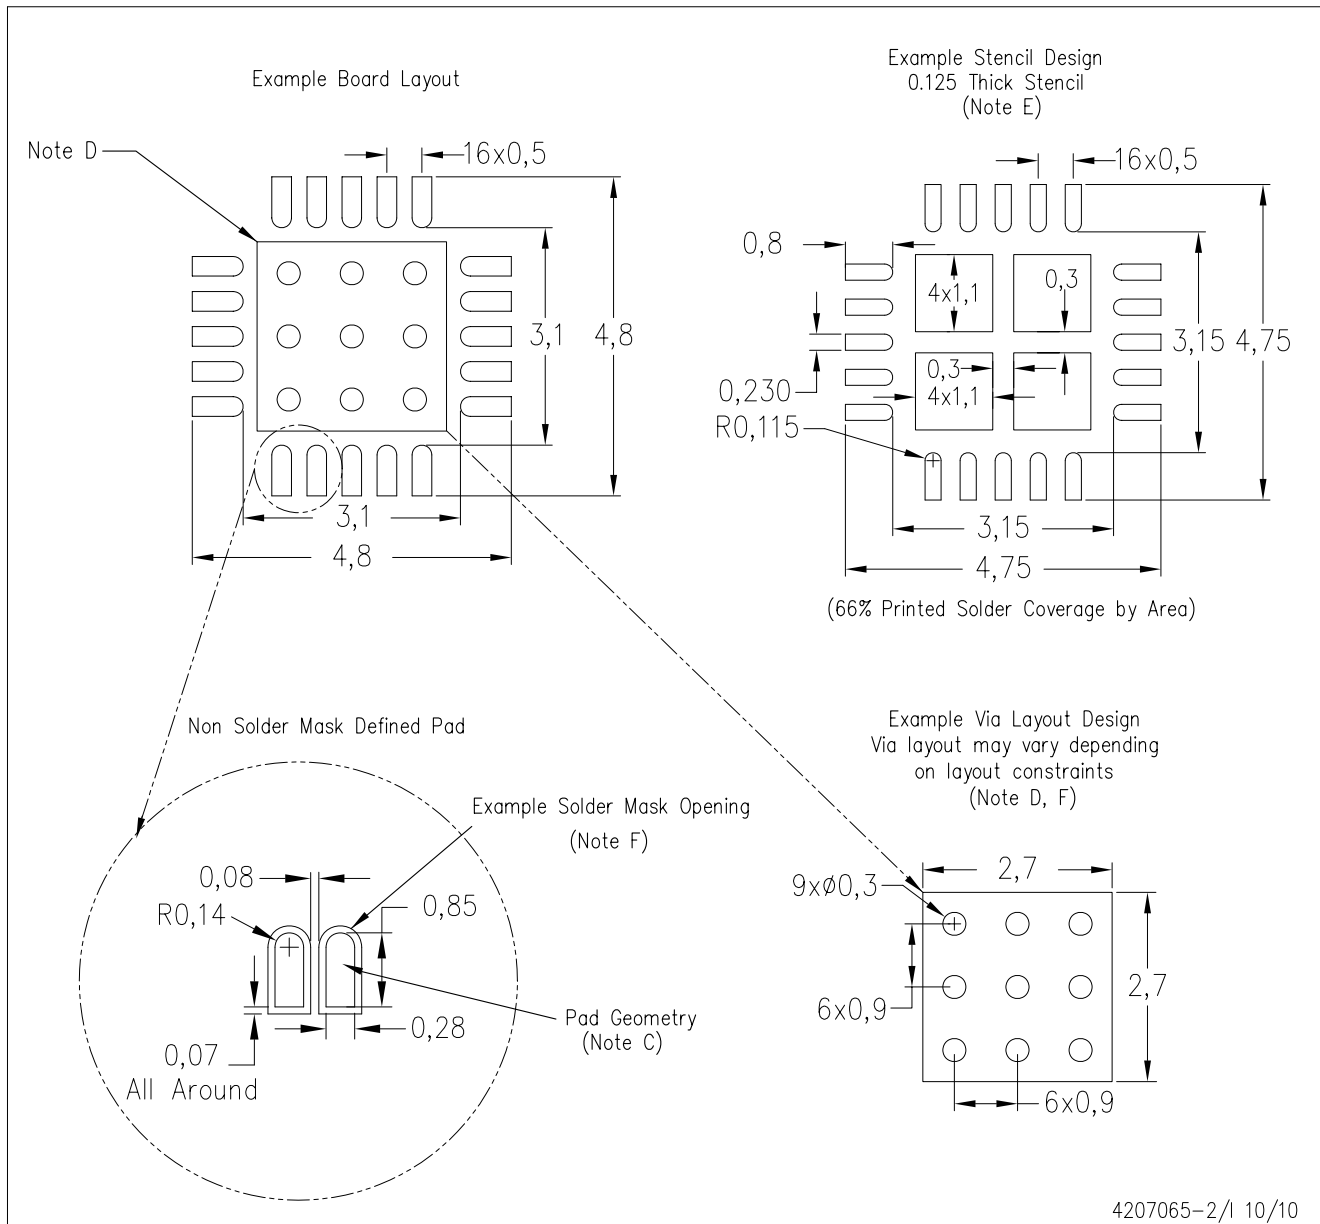 Example Board Layout
Note D
16x0,5
3,1
4,8
3,1
4,8
Example Stencil Design
0.125 Thick Stencil
(Note E)
16x0,5
0,8
4x1,1
0,3
3,15
4,75
0,3
4x1,1
0,230
R0,115
3,15
4,75
(66% Printed Solder Coverage by Area)
Non Solder Mask Defined Pad
Example Solder Mask Opening
(Note F)
0,08
R0,14
0,85
0,28
Pad Geometry
(Note C)
0,07
All Around
Example Via Layout Design
Via layout may vary depending
on layout constraints
(Note D, F)
2,7
9xø0,3
2,7
6x0,9
6x0,9
4207065-2/I 10/10